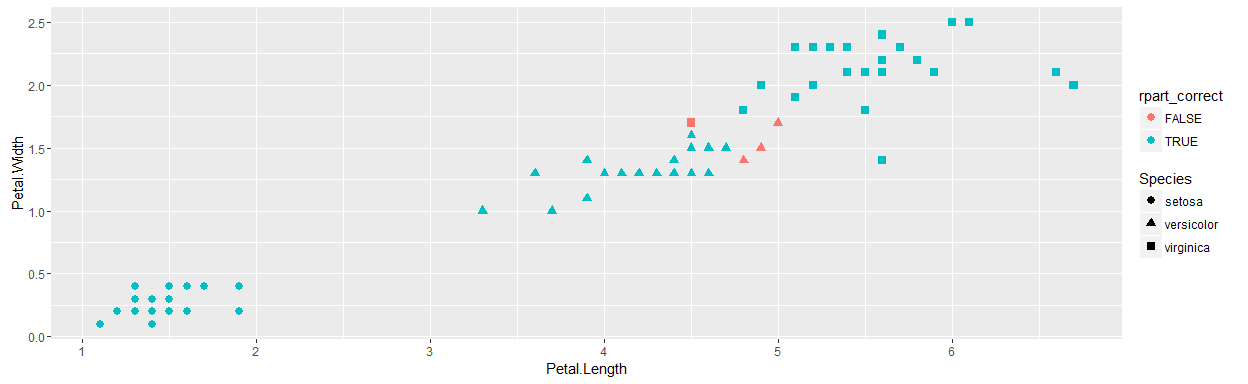 2.5
2.0
1.5
1.0
0.5
0.0
Petal.Width
1 2 3 4 5 6
Petal.Length
rpart_correct
FALSE
TRUE
Species
setosa
versicolor
virginica